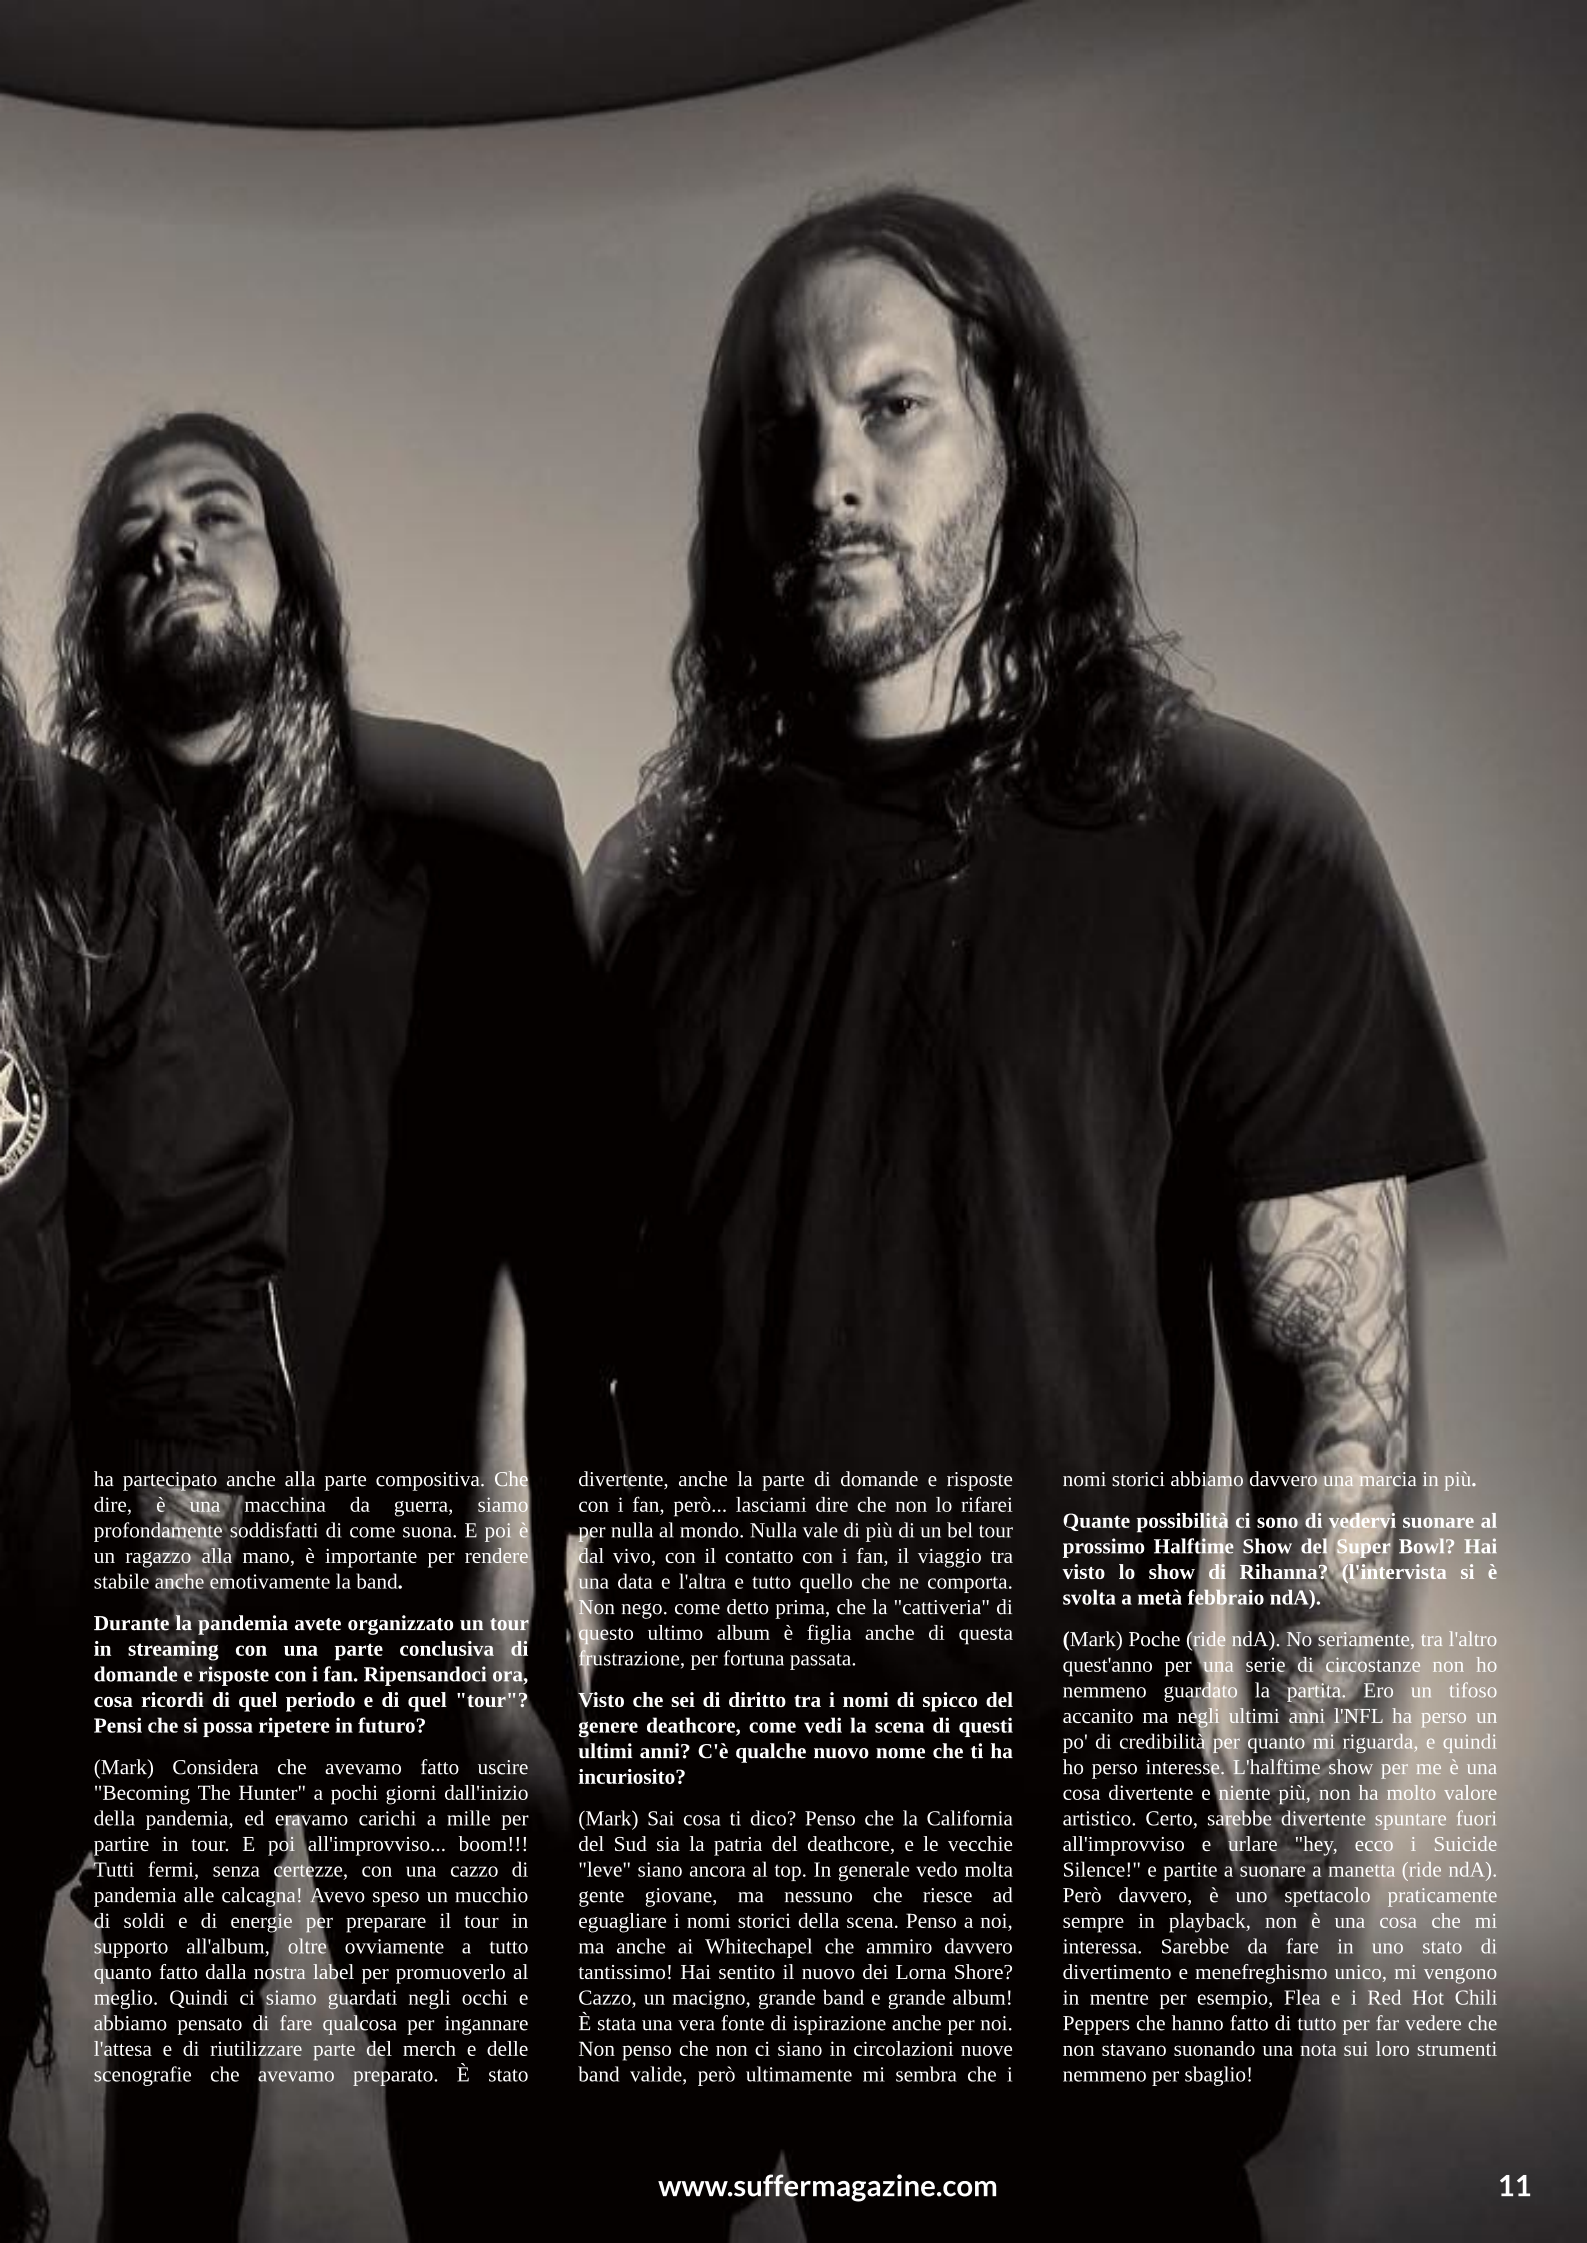 ha partecipato anche alla parte compositiva. Che
dire, è una macchina da guerra, siamo
profondamente soddisfatti di come suona. E poi è
un ragazzo alla mano, è importante per rendere
stabile anche emotivamente la band.
Durante la pandemia avete organizzato un tour
in streaming con una parte conclusiva di
domande e risposte con i fan. Ripensandoci ora,
cosa ricordi di quel periodo e di quel "tour"?
Pensi che si possa ripetere in futuro?
(Mark) Considera che avevamo fatto uscire
"Becoming The Hunter" a pochi giorni dall'inizio
della pandemia, ed eravamo carichi a mille per
partire in tour. E poi all'improvviso... boom!!!
Tutti fermi, senza certezze, con una cazzo di
pandemia alle calcagna! Avevo speso un mucchio
di soldi e di energie per preparare il tour in
supporto all'album, oltre ovviamente a tutto
quanto fatto dalla nostra label per promuoverlo al
meglio. Quindi ci siamo guardati negli occhi e
abbiamo pensato di fare qualcosa per ingannare
l'attesa e di riutilizzare parte del merch e delle
scenografie che avevamo preparato. È stato
divertente, anche la parte di domande e risposte
con i fan, però... lasciami dire che non lo rifarei
per nulla al mondo. Nulla vale di più di un bel tour
dal vivo, con il contatto con i fan, il viaggio tra
una data e l'altra e tutto quello che ne comporta.
Non nego. come detto prima, che la "cattiveria" di
questo ultimo album è figlia anche di questa
frustrazione, per fortuna passata.
Visto che sei di diritto tra i nomi di spicco del
genere deathcore, come vedi la scena di questi
ultimi anni? C'è qualche nuovo nome che ti ha
incuriosito?
(Mark) Sai cosa ti dico? Penso che la California
del Sud sia la patria del deathcore, e le vecchie
"leve" siano ancora al top. In generale vedo molta
gente giovane, ma nessuno che riesce ad
eguagliare i nomi storici della scena. Penso a noi,
ma anche ai Whitechapel che ammiro davvero
tantissimo! Hai sentito il nuovo dei Lorna Shore?
Cazzo, un macigno, grande band e grande album!
È stata una vera fonte di ispirazione anche per noi.
Non penso che non ci siano in circolazioni nuove
band valide, però ultimamente mi sembra che i
nomi storici abbiamo davvero una marcia in più.
Quante possibilità ci sono di vedervi suonare al
prossimo Halftime Show del Super Bowl? Hai
visto lo show di Rihanna? (l'intervista si è
svolta a metà febbraio ndA).
(Mark) Poche (ride ndA). No seriamente, tra l'altro
quest'anno per una serie di circostanze non ho
nemmeno guardato la partita. Ero un tifoso
accanito ma negli ultimi anni l'NFL ha perso un
po' di credibilità per quanto mi riguarda, e quindi
ho perso interesse. L'halftime show per me è una
cosa divertente e niente più, non ha molto valore
artistico. Certo, sarebbe divertente spuntare fuori
all'improvviso e urlare "hey, ecco i Suicide
Silence!" e partite a suonare a manetta (ride ndA).
Però davvero, è uno spettacolo praticamente
sempre in playback, non è una cosa che mi
interessa. Sarebbe da fare in uno stato di
divertimento e menefreghismo unico, mi vengono
in mentre per esempio, Flea e i Red Hot Chili
Peppers che hanno fatto di tutto per far vedere che
non stavano suonando una nota sui loro strumenti
nemmeno per sbaglio!
www.suffermagazine.com
11